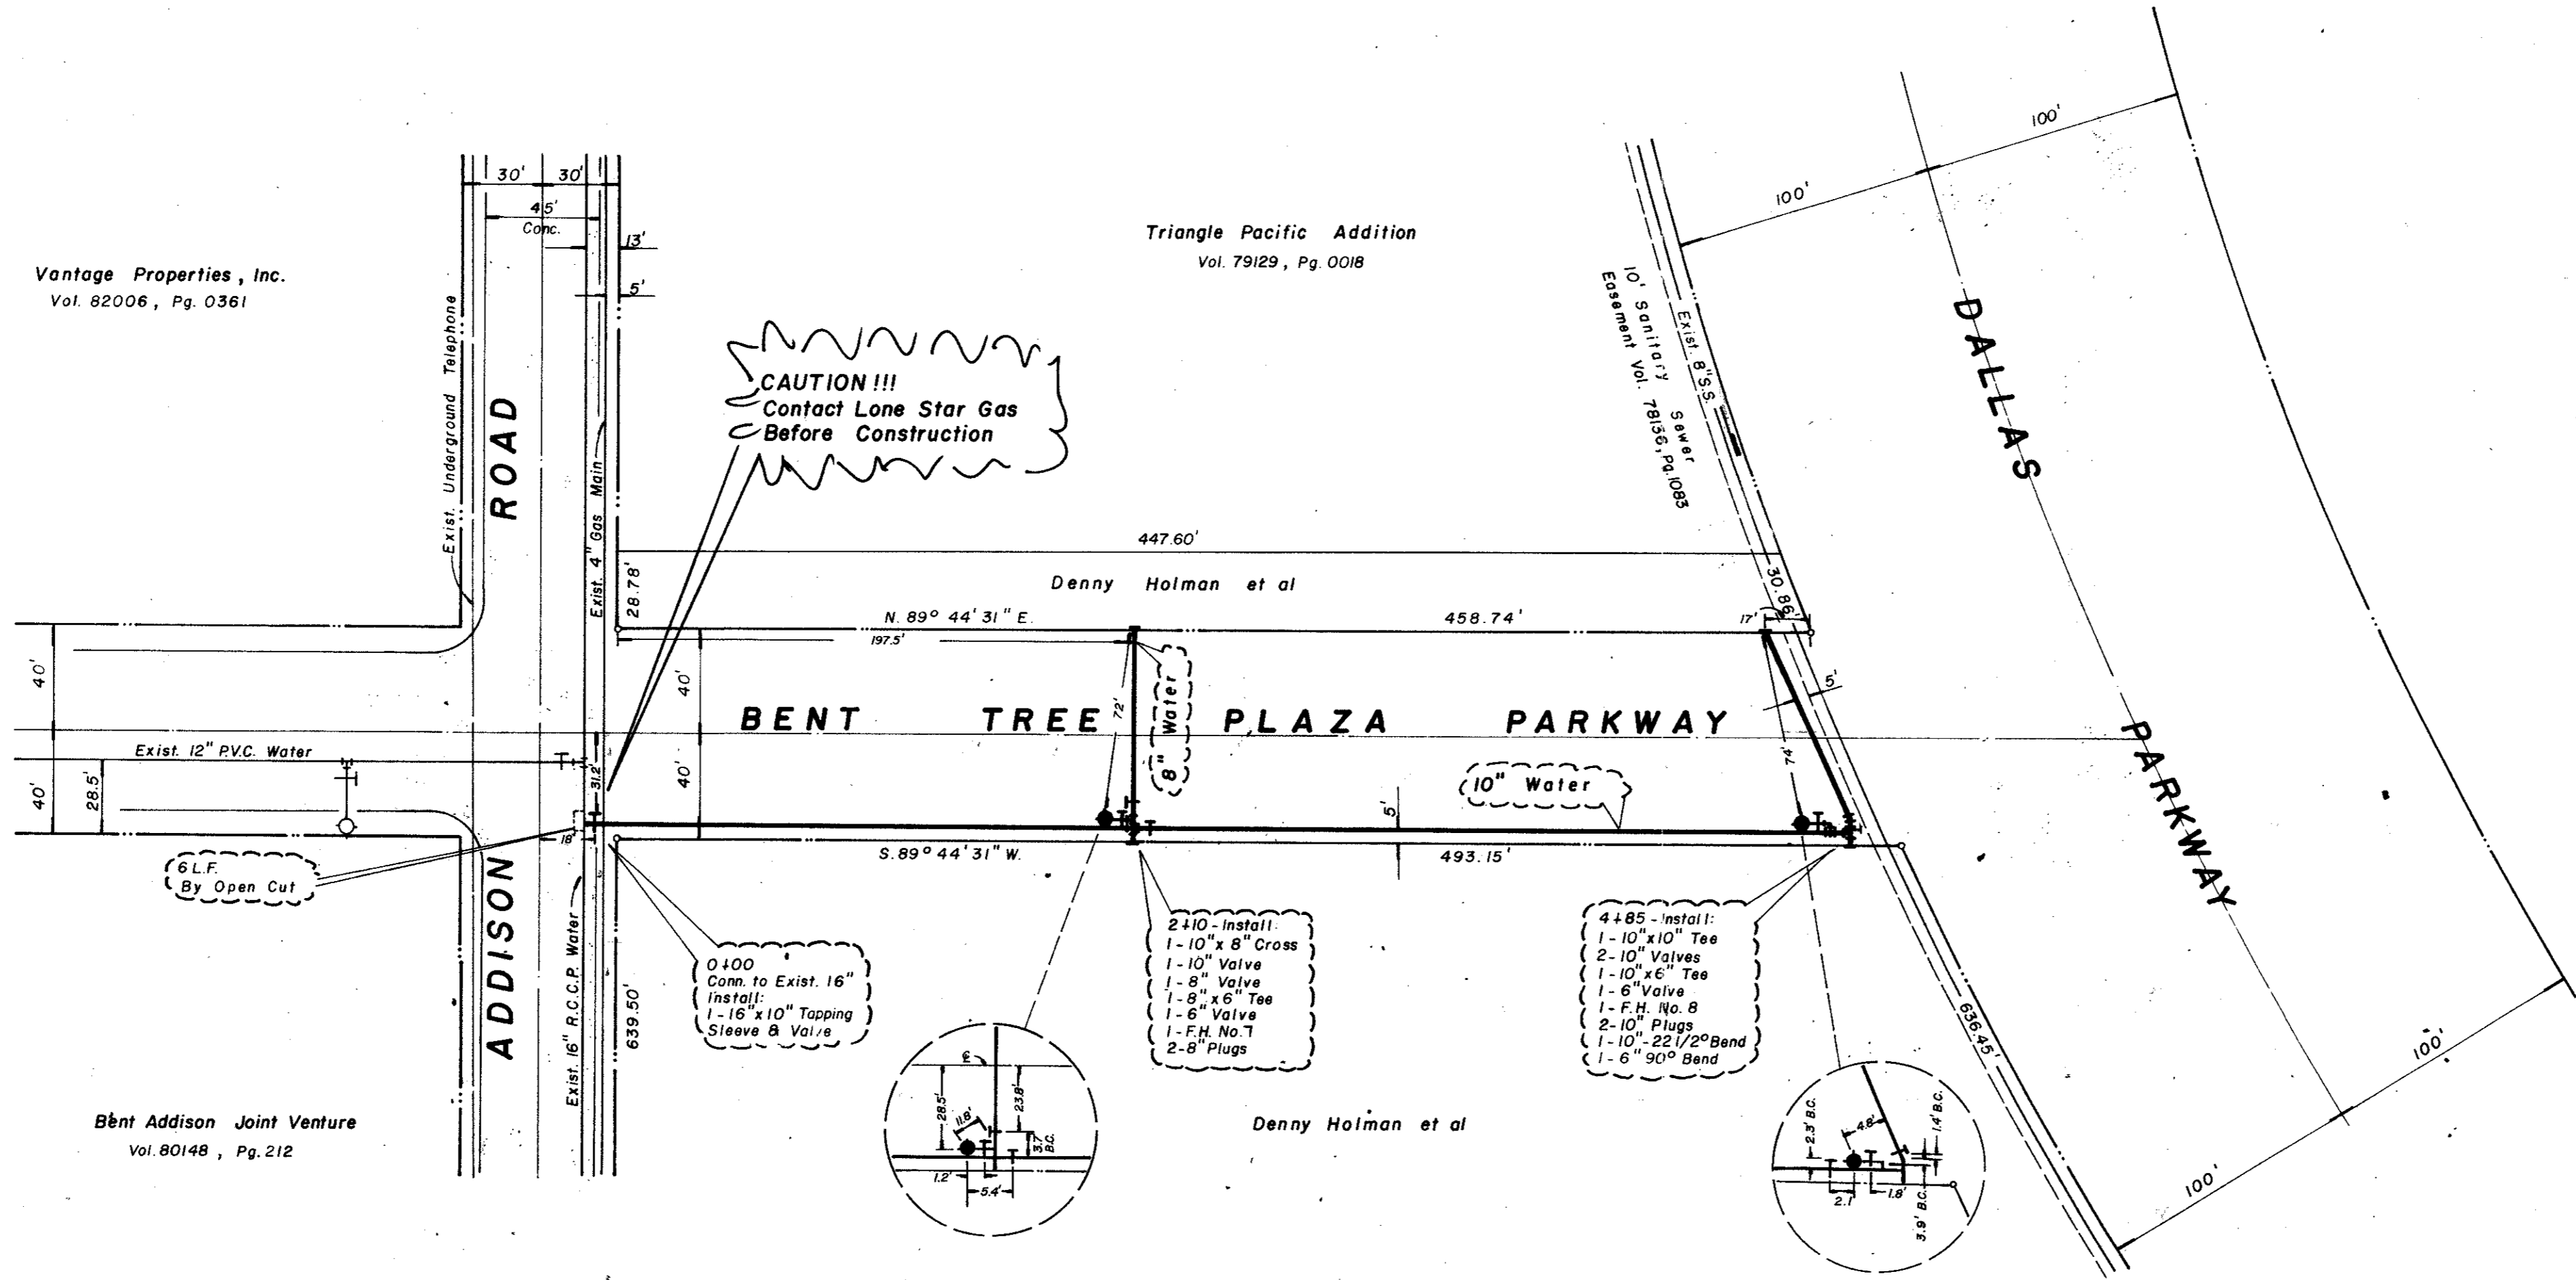 100'
100'
30' 30'
45'
Conc.
13'
5'
Triangle Pacific Addition
Vol. 79129, Pg. 0018
Vantage Properties, Inc.
Vol. 82006, Pg. 0361
10' Sanitary Sewer
Easement Vol. 78136, Pg. 1083
Exist. 8" S.S.
DALLAS
PARKWAY
Exist. Underground Telephone
ROAD
Exist. 4" Gas Main
CAUTION !!!
Contact Lone Star Gas
Before Construction
447.60'
28.78'
Denny Holman et al
30.86'
N. 89° 44' 31" E.
458.74'
17'
197.5'
40'
40'
72'
8" Water
5'
BENT TREE PLAZA PARKWAY
74'
Exist. 12" P.V.C. Water
31.2'
40'
28.5'
40'
10" Water
5'
18'
S. 89° 44' 31" W.
493.15'
6 L.F.
By Open Cut
ADDISON
Exist. 16" R.C.C.P. Water
639.50'
0+00
Conn. to Exist. 16"
Install:
1-16"x10" Tapping
Sleeve & Valve
2+10-Install:
1-10"x 8" Cross
1-10" Valve
1-8" Valve
1-8"x6" Tee
1-6" Valve
1-F.H. No. 7
2-8" Plugs
4+85-Install:
1-10"x10" Tee
2-10" Valves
1-10"x6" Tee
1-6" Valve
1-F.H. No. 8
2-10" Plugs
1-10"-22 1/2° Bend
1-6" 90° Bend
636.45'
100'
100'
℄
28.5'
11.8'
23.8'
3.7
B.C.
1.2'
5.4'
Denny Holman et al
2.3' B.C.
4.8'
1.4' B.C.
2.1'
1.8'
3.9' B.C.
Bent Addison Joint Venture
Vol. 80148, Pg. 212